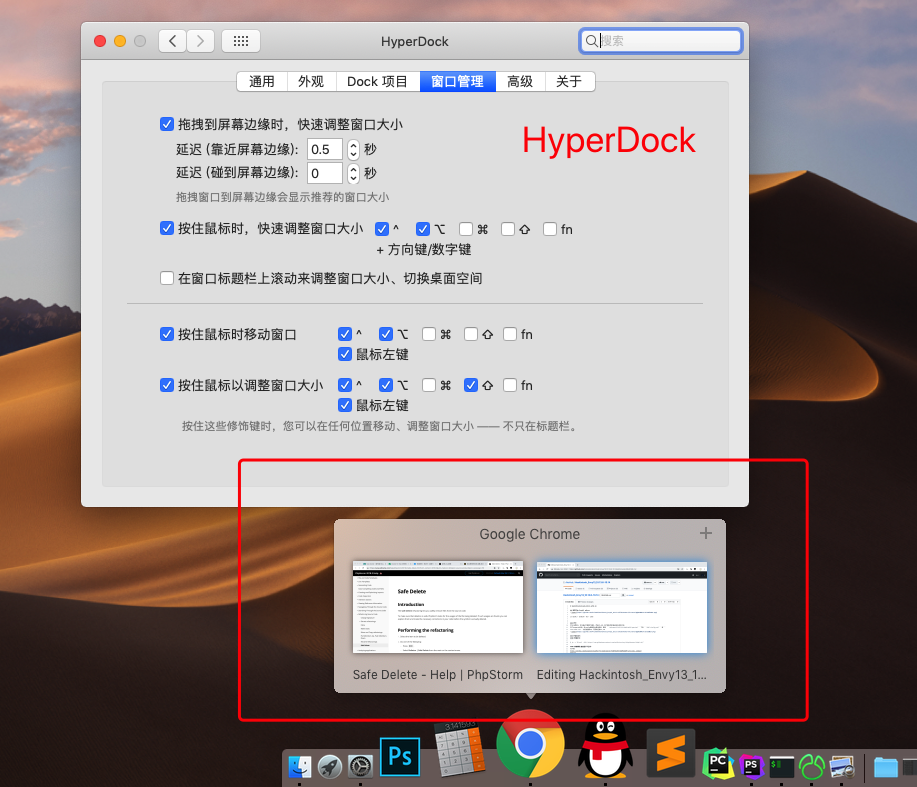 HyperDock
搜索
通用 外观 Dock 项目 窗口管理 高级 关于
拖拽到屏幕边缘时，快速调整窗口大小
HyperDock
延迟 (靠近屏幕边缘): 0.5 秒
延迟 (碰到屏幕边缘): 0 秒
拖拽窗口到屏幕边缘会显示推荐的窗口大小
按住鼠标时，快速调整窗口大小 ^ ⌥ ⌘ ⇧ fn
+ 方向键/数字键
在窗口标题栏上滚动来调整窗口大小、切换桌面空间
按住鼠标时移动窗口 ^ ⌥ ⌘ ⇧ fn
鼠标左键
按住鼠标以调整窗口大小 ^ ⌥ ⌘ ⇧ fn
鼠标左键
按住这些修饰键时，您可以在任何位置移动、调整窗口大小 —— 不只在标题栏。
Google Chrome
Safe Delete
Introduction
Performing the refactoring
Safe Delete - Help | PhpStorm
Editing Hackintosh_Envy13_1...
3.141593
Ps
PC
PS